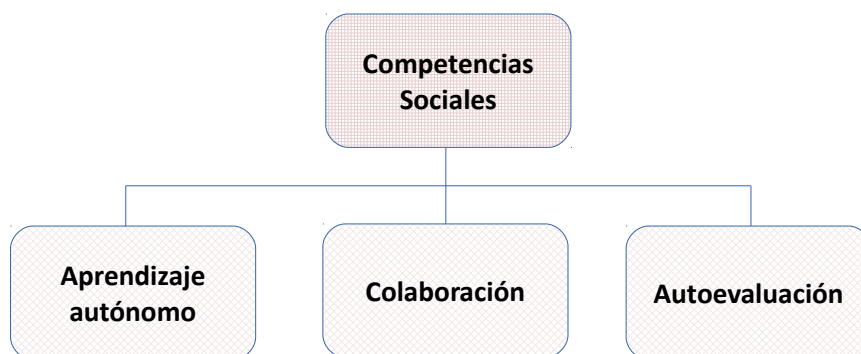 Competencias
Sociales
Aprendizaje
autónomo
Colaboración
Autoevaluación